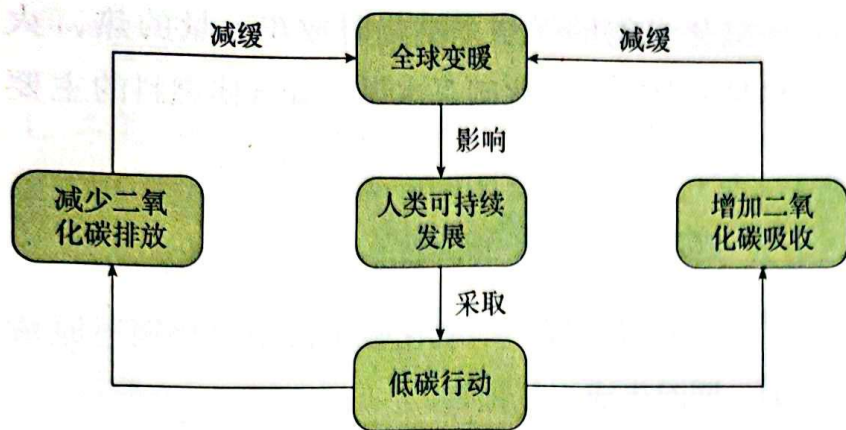 减缓
全球变暖
减缓
影响
减少二氧
化碳排放
人类可持续
发展
增加二氧
化碳吸收
采取
低碳行动